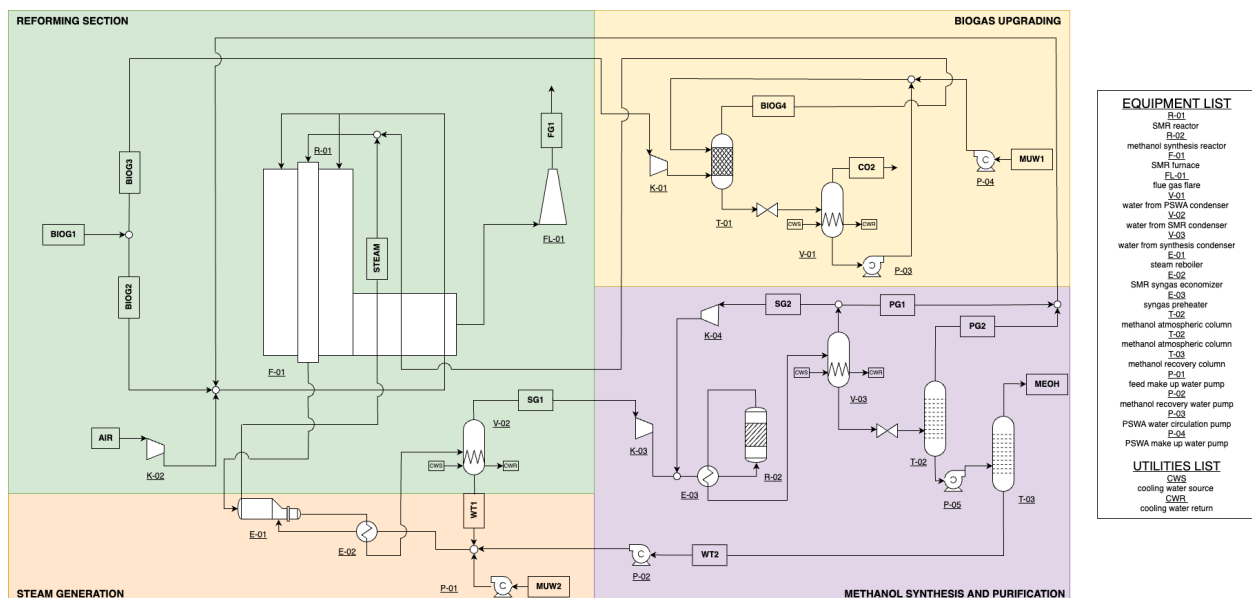 REFORMING SECTION
BIOGAS UPGRADING
BIOG4
FG1
R-01
BIOG3
K-01
CO2
MUW1
P-04
BIOG1
STEAM
FL-01
T-01
CWS
CWR
V-01
P-03
BIOG2
SG2
PG1
K-04
PG2
F-01
CWS
CWR
MEOH
SG1
V-03
V-02
AIR
K-03
K-02
CWS
CWR
E-03
R-02
T-02
P-05
T-03
WT1
E-01
E-02
WT2
P-02
P-01
MUW2
STEAM GENERATION
METHANOL SYNTHESIS AND PURIFICATION
EQUIPMENT LIST
R-01
SMR reactor
R-02
methanol synthesis reactor
F-01
SMR furnace
FL-01
flue gas flare
V-01
water from PSWA condenser
V-02
water from SMR condenser
V-03
water from synthesis condenser
E-01
steam reboiler
E-02
SMR syngas economizer
E-03
syngas preheater
T-02
methanol atmospheric column
T-02
methanol atmospheric column
T-03
methanol recovery column
P-01
feed make up water pump
P-02
methanol recovery water pump
P-03
PSWA water circulation pump
P-04
PSWA make up water pump
UTILITIES LIST
CWS
cooling water source
CWR
cooling water return